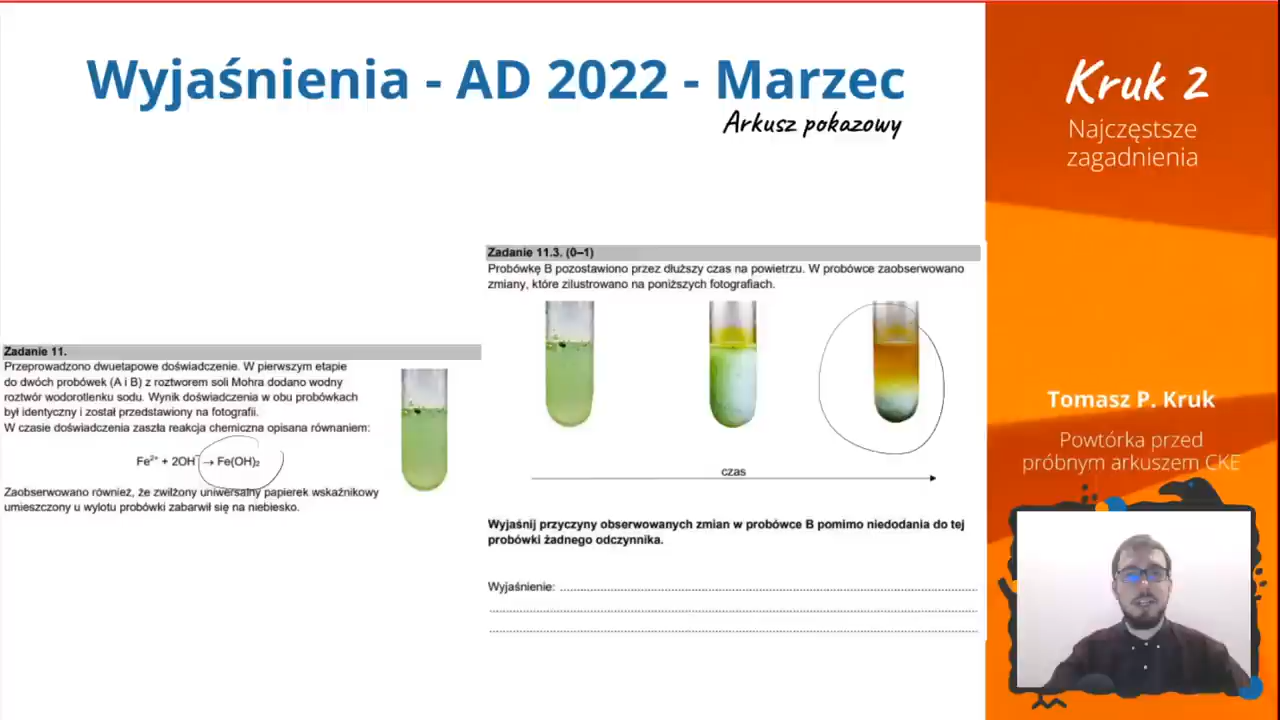 Wyjaśnienia - AD 2022 - Marzec
Arkusz pokazowy
Zadanie 11.
Przeprowadzono dwuetapowe doświadczenie. W pierwszym etapie
do dwóch probówek (A i B) z roztworem soli Mohra dodano wodny
roztwór wodorotlenku sodu. Wynik doświadczenia w obu probówkach
był identyczny i został przedstawiony na fotografii.
W czasie doświadczenia zaszła reakcja chemiczna opisana równaniem:
Fe²⁺ + 2OH⁻ → Fe(OH)₂
Zaobserwowano również, że zwilżony uniwersalny papierek wskaźnikowy
umieszczony u wylotu probówki zabarwił się na niebiesko.
Zadanie 11.3. (0–1)
Probówkę B pozostawiono przez dłuższy czas na powietrzu. W probówce zaobserwowano
zmiany, które zilustrowano na poniższych fotografiach.
czas
Wyjaśnij przyczyny obserwowanych zmian w probówce B pomimo niedodania do tej
probówki żadnego odczynnika.
Wyjaśnienie:
Kruk 2
Najczęstsze
zagadnienia
Tomasz P. Kruk
Powtórka przed
próbnym arkuszem CKE